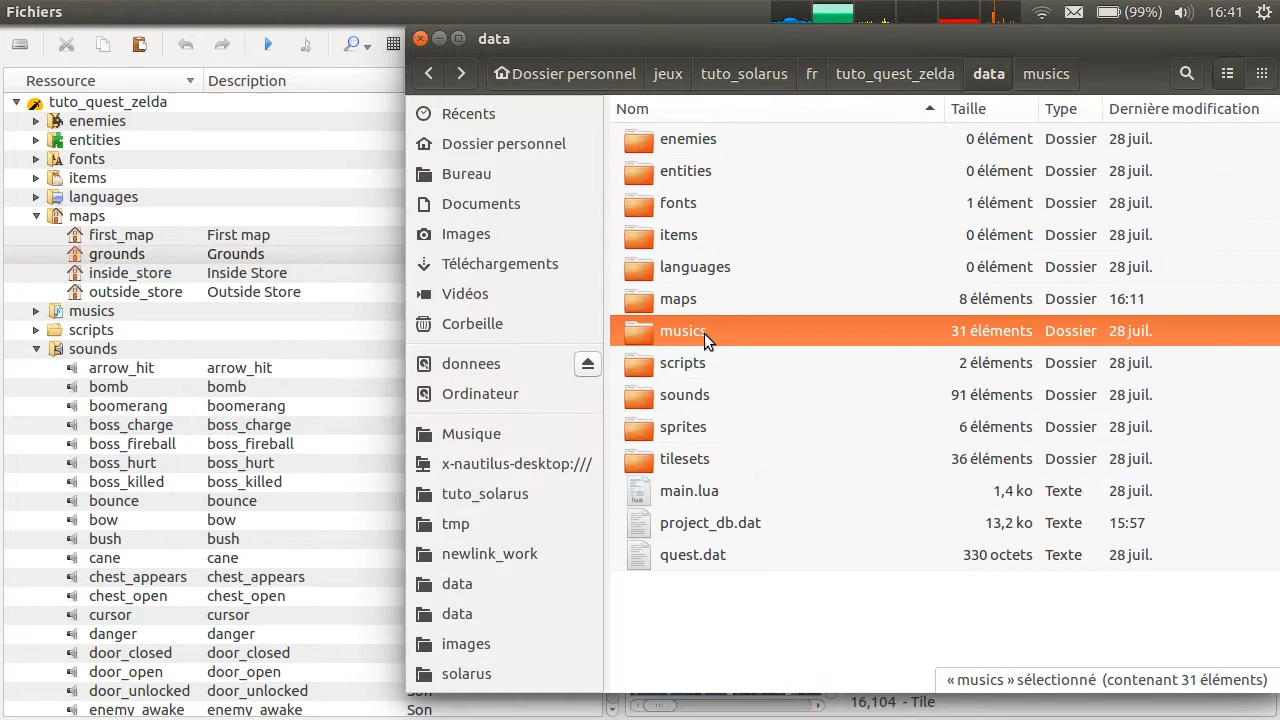 Fichiers
(99%) 16:41
Ressource Description
tuto_quest_zelda
enemies
entities
fonts
items
languages
maps
first_map First map
grounds Grounds
inside_store Inside Store
outside_store Outside Store
musics
scripts
sounds
arrow_hit arrow_hit
bomb bomb
boomerang boomerang
boss_charge boss_charge
boss_fireball boss_fireball
boss_hurt boss_hurt
boss_killed boss_killed
bounce bounce
bow bow
bush bush
cane cane
chest_appears chest_appears
chest_open chest_open
cursor cursor
danger danger
door_closed door_closed
door_open door_open
door_unlocked door_unlocked Son
enemy_awake enemy_awake Son
data
Dossier personnel jeux tuto_solarus fr tuto_quest_zelda data musics
Récents
Dossier personnel
Bureau
Documents
Images
Téléchargements
Vidéos
Corbeille
donnees
Ordinateur
Musique
x-nautilus-desktop:///
tuto_solarus
tmp
newlink_work
data
data
images
solarus
Nom Taille Type Dernière modification
enemies 0 élément Dossier 28 juil.
entities 0 élément Dossier 28 juil.
fonts 1 élément Dossier 28 juil.
items 0 élément Dossier 28 juil.
languages 0 élément Dossier 28 juil.
maps 8 éléments Dossier 16:11
musics 31 éléments Dossier 28 juil.
scripts 2 éléments Dossier 28 juil.
sounds 91 éléments Dossier 28 juil.
sprites 6 éléments Dossier 28 juil.
tilesets 36 éléments Dossier 28 juil.
main.lua 1,4 ko Texte 28 juil.
project_db.dat 13,2 ko Texte 15:57
quest.dat 330 octets Texte 28 juil.
« musics » sélectionné (contenant 31 éléments)
16,104 - Tile